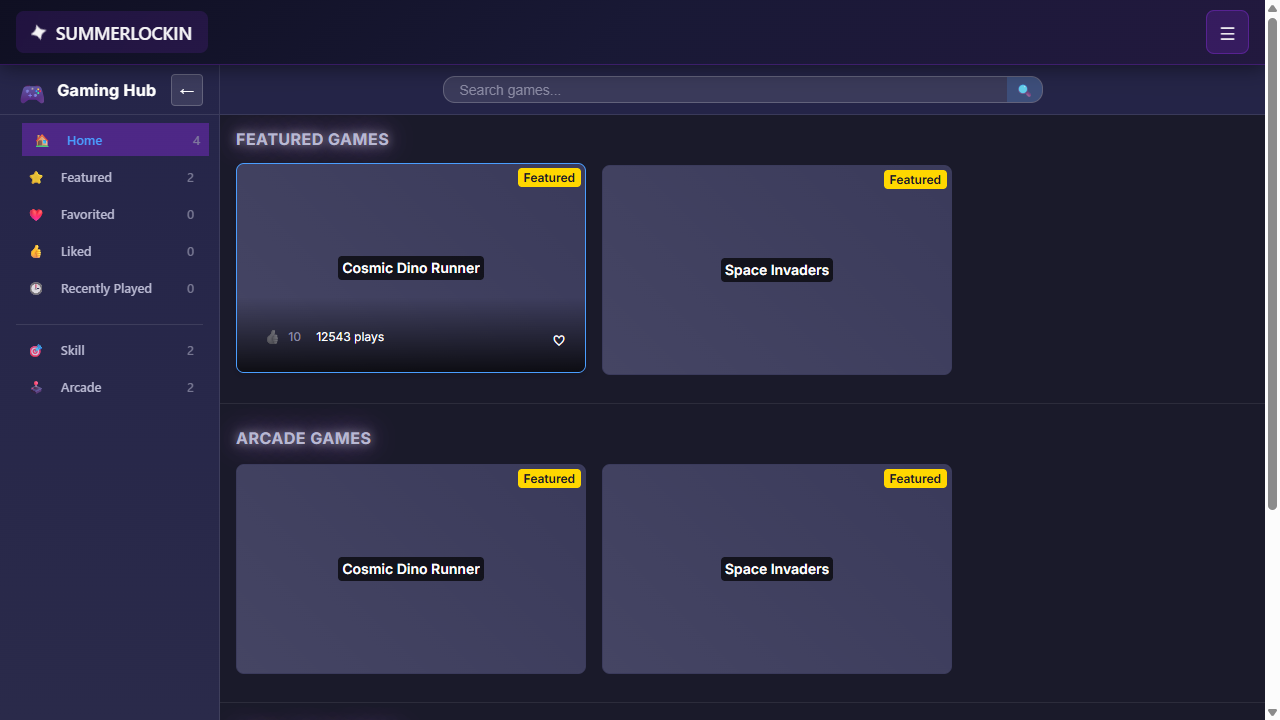 SUMMERLOCKIN
Gaming Hub
Search games...
Home 4
Featured 2
Favorited 0
Liked 0
Recently Played 0
Skill 2
Arcade 2
FEATURED GAMES
Featured
Cosmic Dino Runner
10 12543 plays
Featured
Space Invaders
ARCADE GAMES
Featured
Cosmic Dino Runner
Featured
Space Invaders